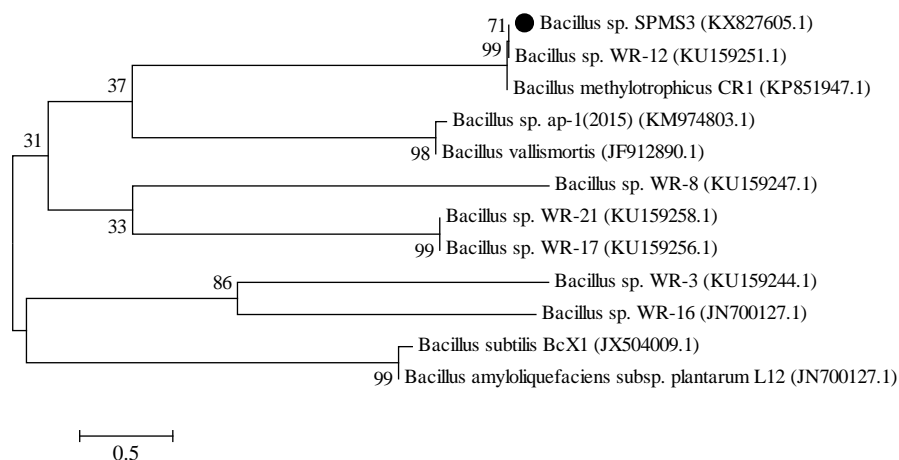 71
Bacillus sp. SPMS3 (KX827605.1)
99
Bacillus sp. WR-12 (KU159251.1)
37
Bacillus methylotrophicus CR1 (KP851947.1)
Bacillus sp. ap-1(2015) (KM974803.1)
31
98
Bacillus vallismortis (JF912890.1)
Bacillus sp. WR-8 (KU159247.1)
33
Bacillus sp. WR-21 (KU159258.1)
99
Bacillus sp. WR-17 (KU159256.1)
86
Bacillus sp. WR-3 (KU159244.1)
Bacillus sp. WR-16 (JN700127.1)
Bacillus subtilis BcX1 (JX504009.1)
99
Bacillus amyloliquefaciens subsp. plantarum L12 (JN700127.1)
0.5